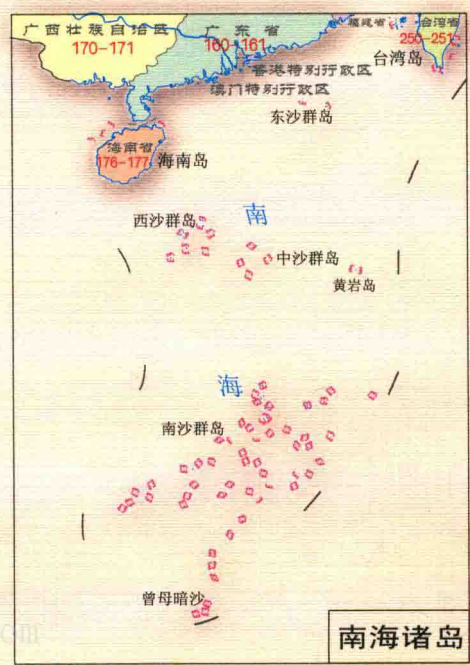 广西壮族自治区
170-171
广东省
160-161
福建省
台湾省
250-251
台湾岛
香港特别行政区
澳门特别行政区
东沙群岛
海南省
176-177
海南岛
西沙群岛
南
中沙群岛
黄岩岛
海
南沙群岛
曾母暗沙
南海诸岛
om